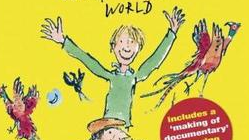 WORLD
Includes a
'making of
documentary'